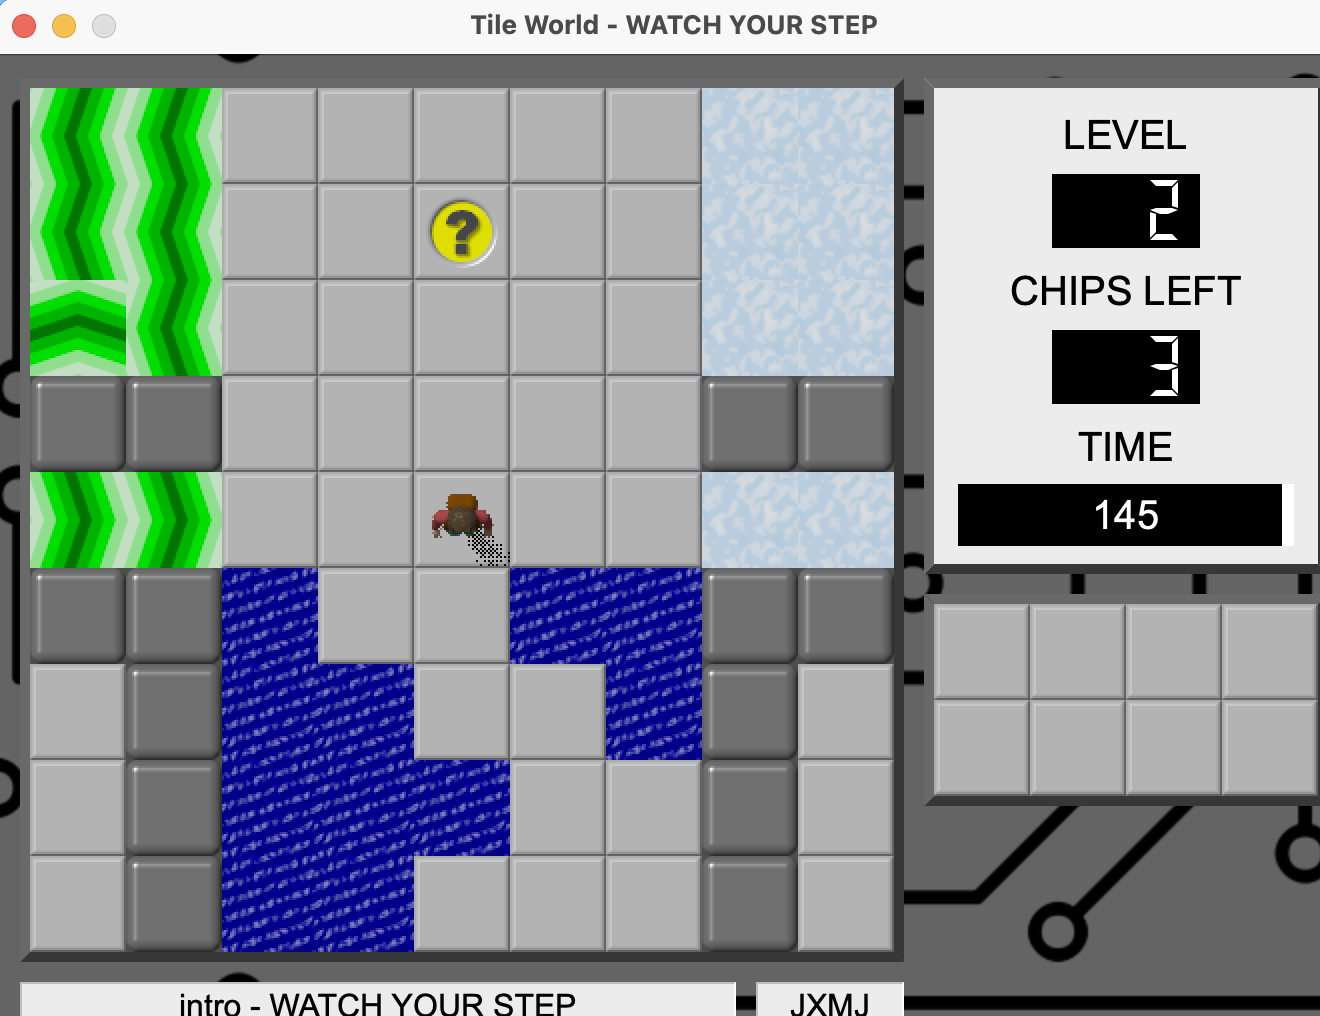 Tile World - WATCH YOUR STEP
LEVEL
2
?
CHIPS LEFT
3
TIME
145
intro - WATCH YOUR STEP
JXMJ